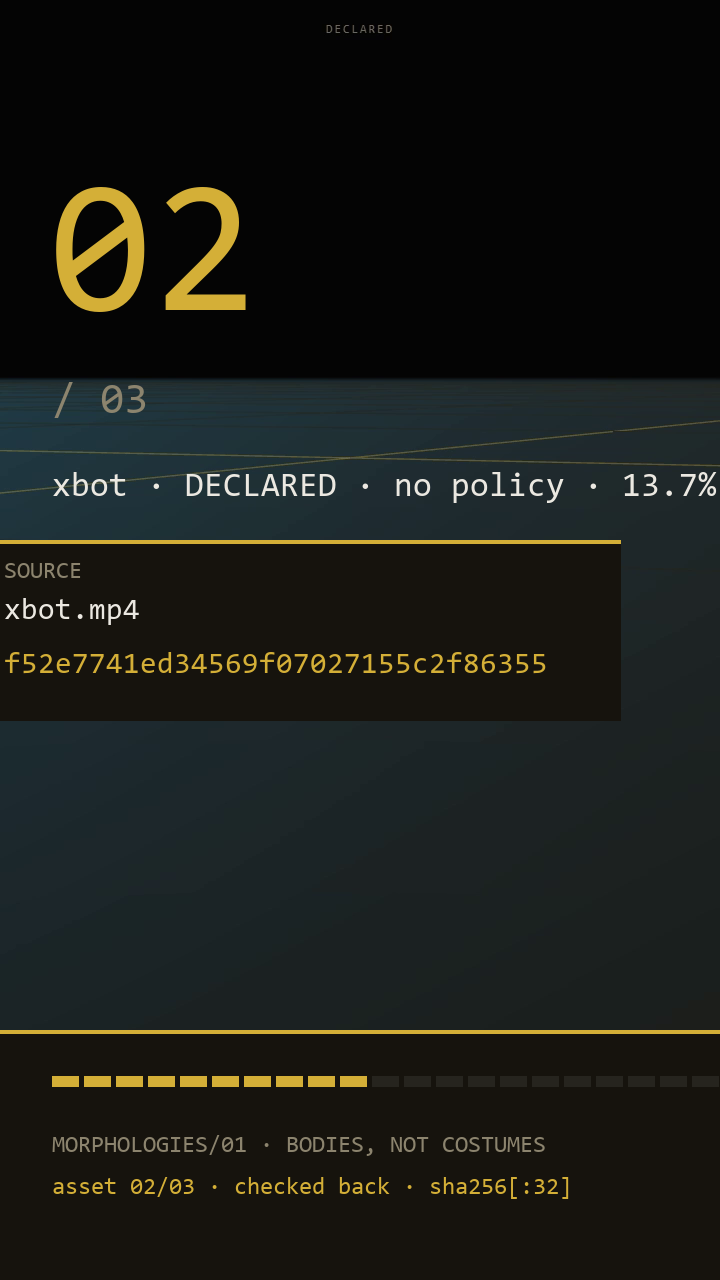 DECLARED
02
/ 03
xbot · DECLARED · no policy · 13.7%
SOURCE
xbot.mp4
f52e7741ed34569f07027155c2f86355
MORPHOLOGIES/01 · BODIES, NOT COSTUMES
asset 02/03 · checked back · sha256[:32]